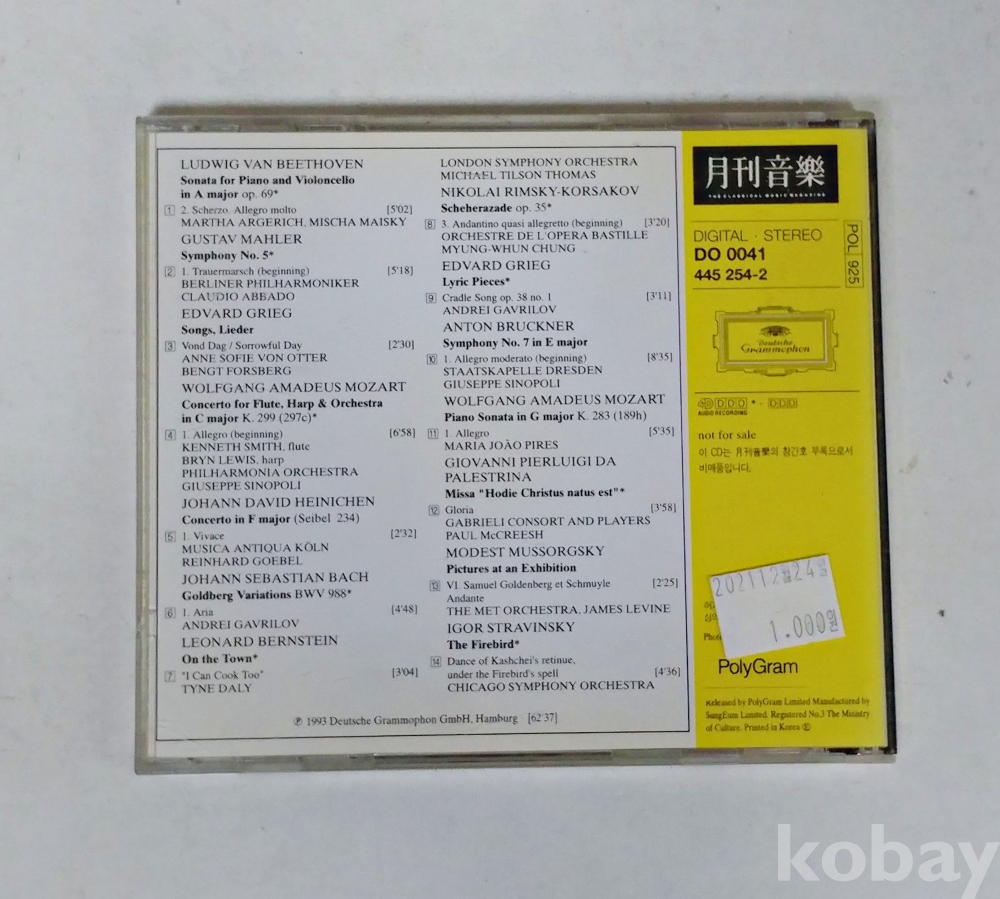 LUDWIG VAN BEETHOVEN
Sonata for Piano and Violoncello
in A major op. 69*
1 2. Scherzo. Allegro molto [5'02]
MARTHA ARGERICH, MISCHA MAISKY
GUSTAV MAHLER
Symphony No. 5*
2 1. Trauermarsch (beginning) [5'18]
BERLINER PHILHARMONIKER
CLAUDIO ABBADO
EDVARD GRIEG
Songs, Lieder
3 Vond Dag / Sorrowful Day [2'30]
ANNE SOFIE VON OTTER
BENGT FORSBERG
WOLFGANG AMADEUS MOZART
Concerto for Flute, Harp & Orchestra
in C major K. 299 (297c)*
4 1. Allegro (beginning) [6'58]
KENNETH SMITH, flute
BRYN LEWIS, harp
PHILHARMONIA ORCHESTRA
GIUSEPPE SINOPOLI
JOHANN DAVID HEINICHEN
Concerto in F major (Seibel 234)
5 1. Vivace [2'32]
MUSICA ANTIQUA KÖLN
REINHARD GOEBEL
JOHANN SEBASTIAN BACH
Goldberg Variations BWV 988*
6 1. Aria [4'48]
ANDREI GAVRILOV
LEONARD BERNSTEIN
On the Town*
7 "I Can Cook Too" [3'04]
TYNE DALY
LONDON SYMPHONY ORCHESTRA
MICHAEL TILSON THOMAS
NIKOLAI RIMSKY-KORSAKOV
Scheherazade op. 35*
8 3. Andantino quasi allegretto (beginning) [3'20]
ORCHESTRE DE L'OPERA BASTILLE
MYUNG-WHUN CHUNG
EDVARD GRIEG
Lyric Pieces*
9 Cradle Song op. 38 no. 1 [3'11]
ANDREI GAVRILOV
ANTON BRUCKNER
Symphony No. 7 in E major
10 1. Allegro moderato (beginning) [8'35]
STAATSKAPELLE DRESDEN
GIUSEPPE SINOPOLI
WOLFGANG AMADEUS MOZART
Piano Sonata in G major K. 283 (189h)
11 1. Allegro [5'35]
MARIA JOÃO PIRES
GIOVANNI PIERLUIGI DA
PALESTRINA
Missa "Hodie Christus natus est"*
12 Gloria [3'58]
GABRIELI CONSORT AND PLAYERS
PAUL McCREESH
MODEST MUSSORGSKY
Pictures at an Exhibition
13 VI. Samuel Goldenberg et Schmuyle [2'25]
Andante
THE MET ORCHESTRA, JAMES LEVINE
IGOR STRAVINSKY
The Firebird*
14 Dance of Kashchei's retinue,
under the Firebird's spell [4'36]
CHICAGO SYMPHONY ORCHESTRA
℗ 1993 Deutsche Grammophon GmbH, Hamburg · [62'37]
月刊音樂
THE CLASSICAL MUSIC MAGAZINE
DIGITAL · STEREO
DO 0041
445 254-2
POL 925
Deutsche
Grammophon
4D DDD * · DDD
AUDIO RECORDING
not for sale
이 CD는 月刊音樂의 창간호 부록으로서
비매품입니다.
2021 12월 24일
1.000원
PolyGram
Released by PolyGram Limited Manufactured by
SungEum Limited. Registered No.3 The Ministry
of Culture. Printed in Korea Ⓔ
kobay